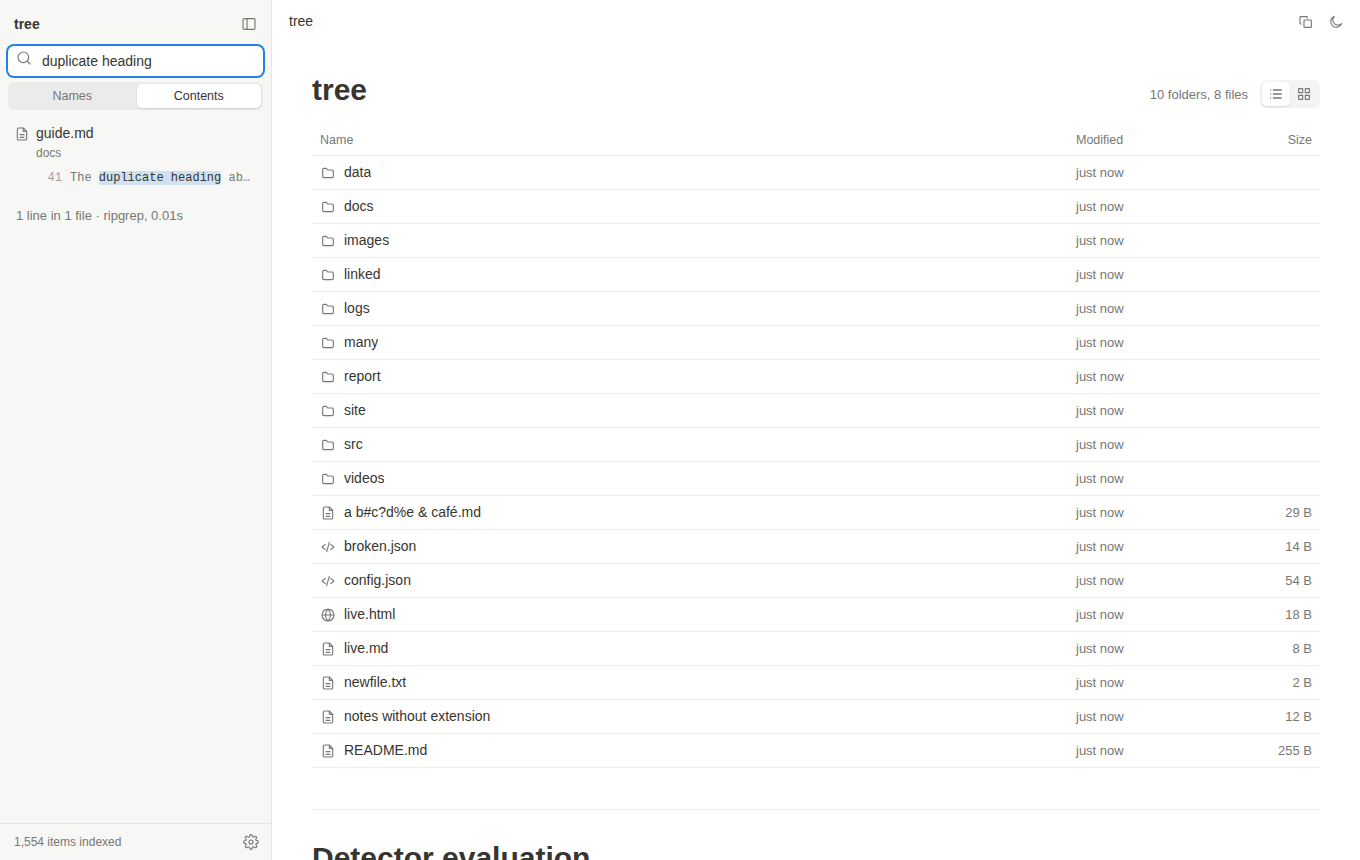 tree
duplicate heading
Names
Contents
guide.md
docs
41 The duplicate heading ab…
1 line in 1 file · ripgrep, 0.01s
1,554 items indexed
tree
tree
10 folders, 8 files
Name Modified Size
data just now
docs just now
images just now
linked just now
logs just now
many just now
report just now
site just now
src just now
videos just now
a b#c?d%e & café.md just now 29 B
broken.json just now 14 B
config.json just now 54 B
live.html just now 18 B
live.md just now 8 B
newfile.txt just now 2 B
notes without extension just now 12 B
README.md just now 255 B
Detector evaluation